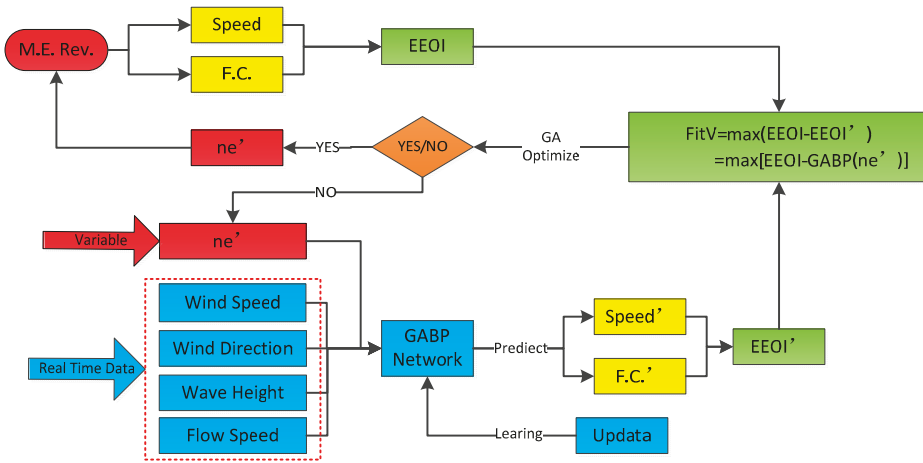 Speed
M.E. Rev.
EEOI
F.C.
FitV=max(EEOI-EEOI’)
=max[EEOI-GABP(ne’)]
GA
Optimize
YES/NO
YES
ne’
NO
Variable
ne’
Wind Speed
Wind Direction
Wave Height
Flow Speed
Real Time Data
GABP
Network
Prediect
Speed’
F.C.’
EEOI’
Learing
Updata